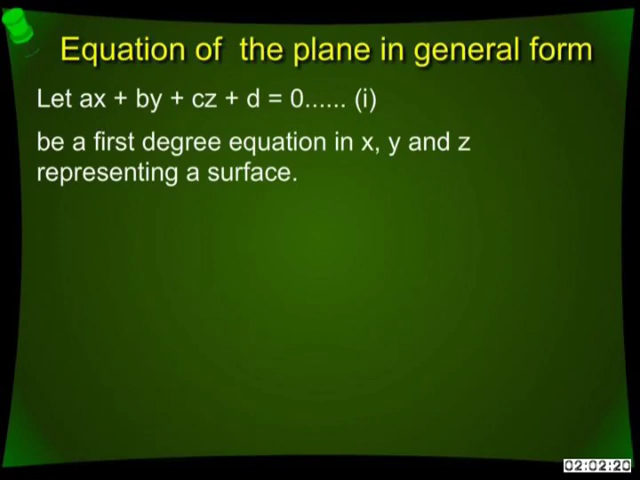 Equation of the plane in general form
Let ax + by + cz + d = 0...... (i)
be a first degree equation in x, y and z
representing a surface.
02:02:20